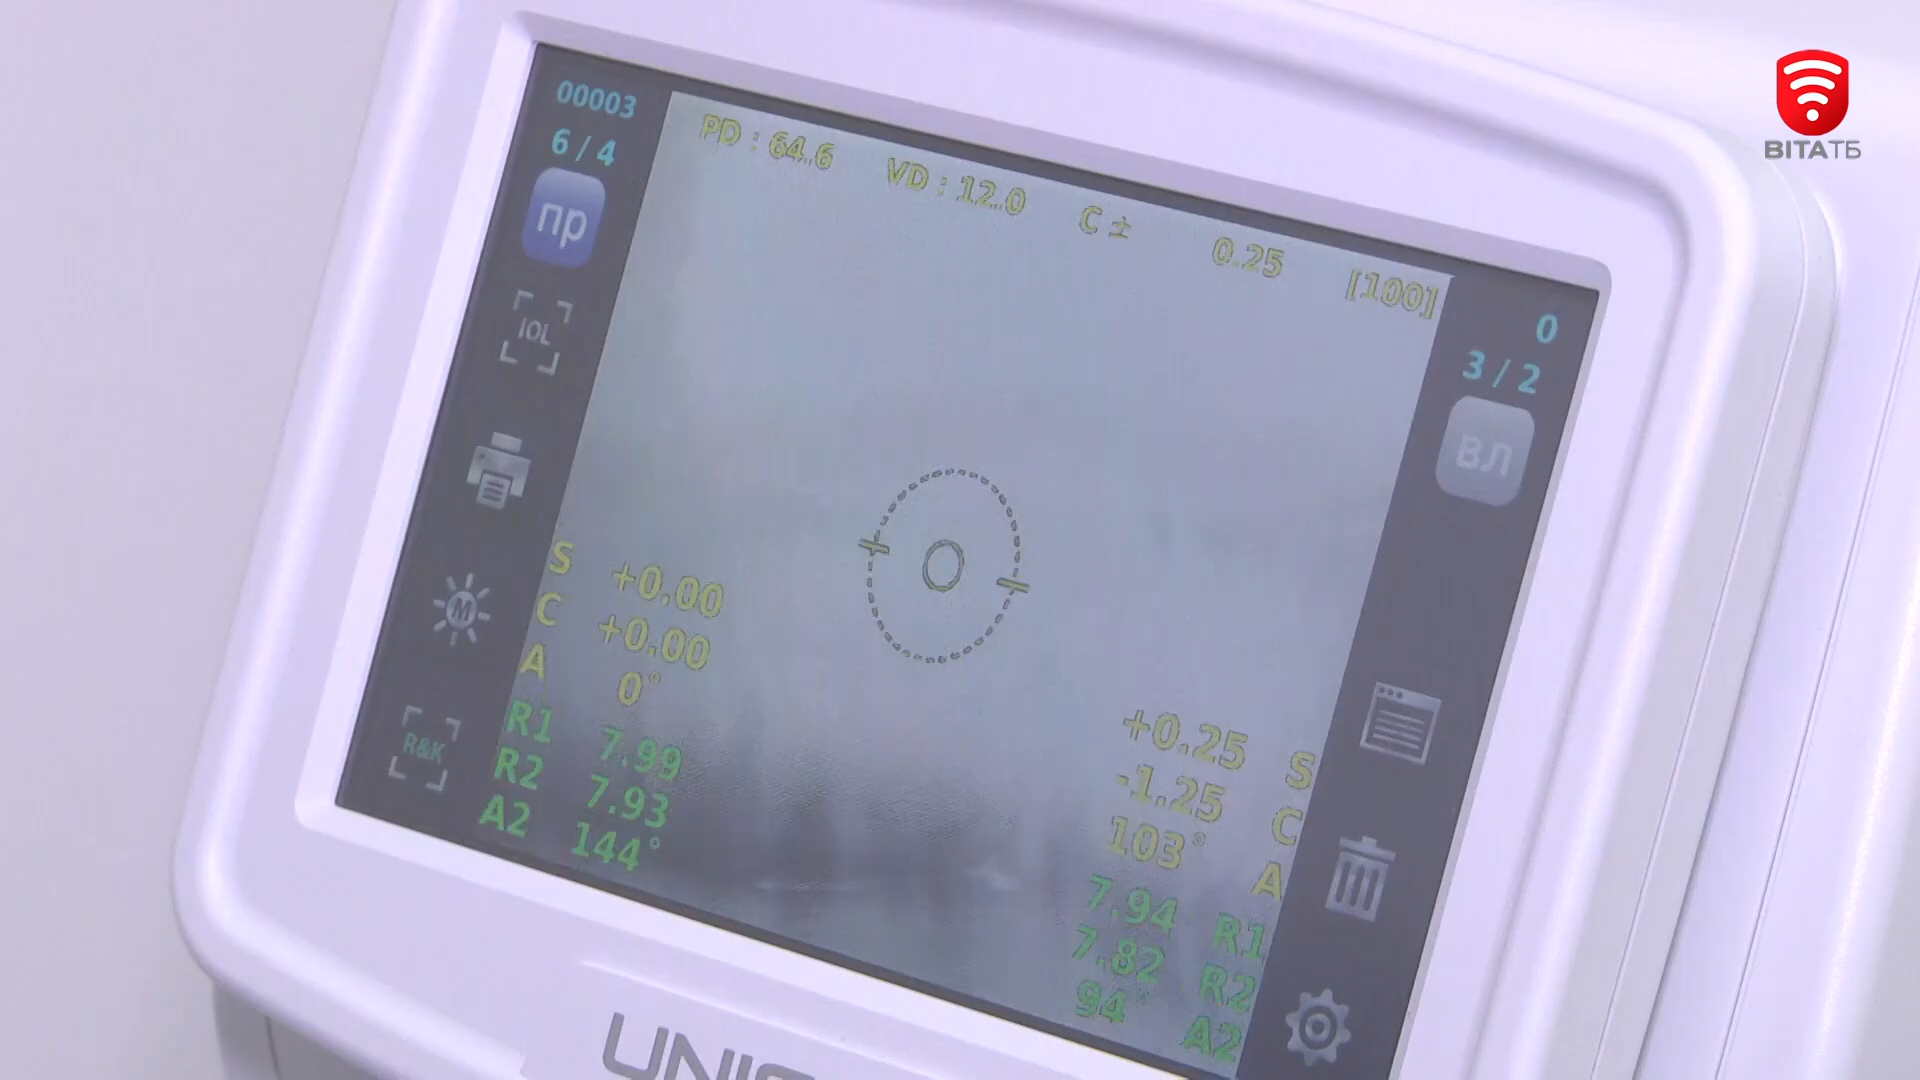 00003
6 / 4
PD : 64.6 VD : 12.0 C ± 0.25 [100]
0
3 / 2
пр
вл
IOL
M
R&K
S +0.00
C +0.00
A 0°
R1 7.99
R2 7.93
A2 144°
+0.25 S
-1.25 C
103° A
7.94 R1
7.82 R2
94° A2
ВІТАТБ